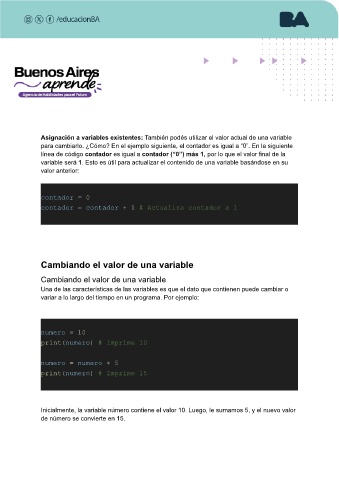 /educacionBA
BA
Buenos Aires
aprende
Agencia de Habilidades para el Futuro
Asignación a variables existentes: También podés utilizar el valor actual de una variable
para cambiarlo. ¿Cómo? En el ejemplo siguiente, el contador es igual a “0”. En la siguiente
línea de código contador es igual a contador (“0”) más 1, por lo que el valor final de la
variable será 1. Esto es útil para actualizar el contenido de una variable basándose en su
valor anterior:
contador = 0
contador = contador + 1 # Actualiza contador a 1
Cambiando el valor de una variable
Cambiando el valor de una variable
Una de las características de las variables es que el dato que contienen puede cambiar o
variar a lo largo del tiempo en un programa. Por ejemplo:
numero = 10
print(numero) # Imprime 10
numero = numero + 5
print(numero) # Imprime 15
Inicialmente, la variable número contiene el valor 10. Luego, le sumamos 5, y el nuevo valor
de número se convierte en 15.